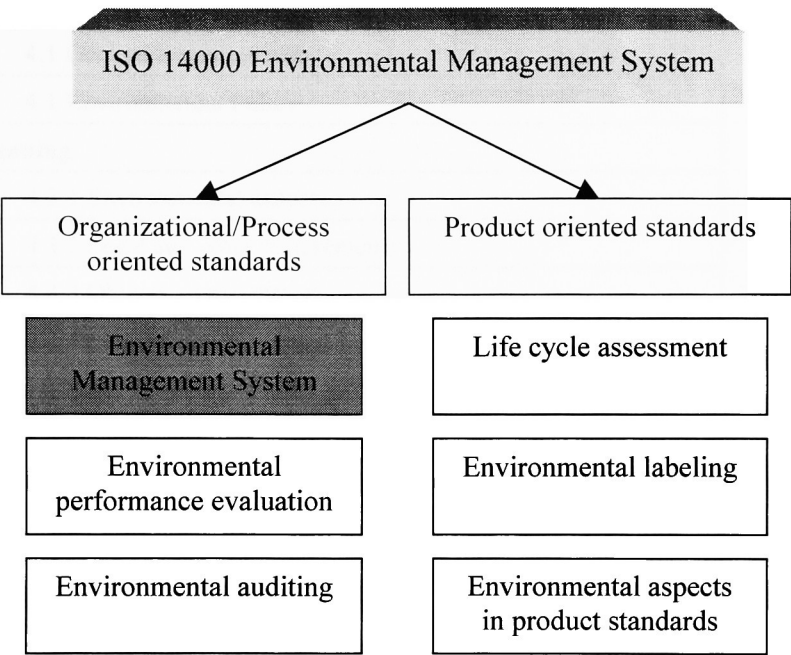 ISO 14000 Environmental Management System
Organizational/Process
oriented standards
Product oriented standards
Environmental
Management System
Life cycle assessment
Environmental
performance evaluation
Environmental labeling
Environmental auditing
Environmental aspects
in product standards